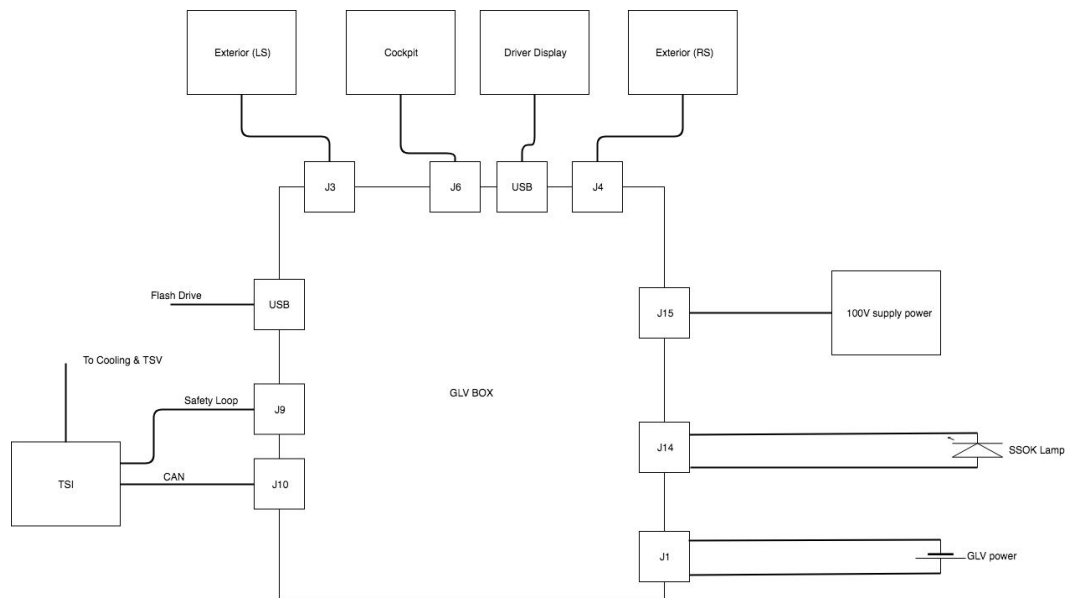 Exterior (LS)
Cockpit
Driver Display
Exterior (RS)
J3
J6
USB
J4
Flash Drive
USB
J15
100V supply power
To Cooling & TSV
Safety Loop
J9
GLV BOX
J14
SSOK Lamp
TSI
CAN
J10
J1
GLV power